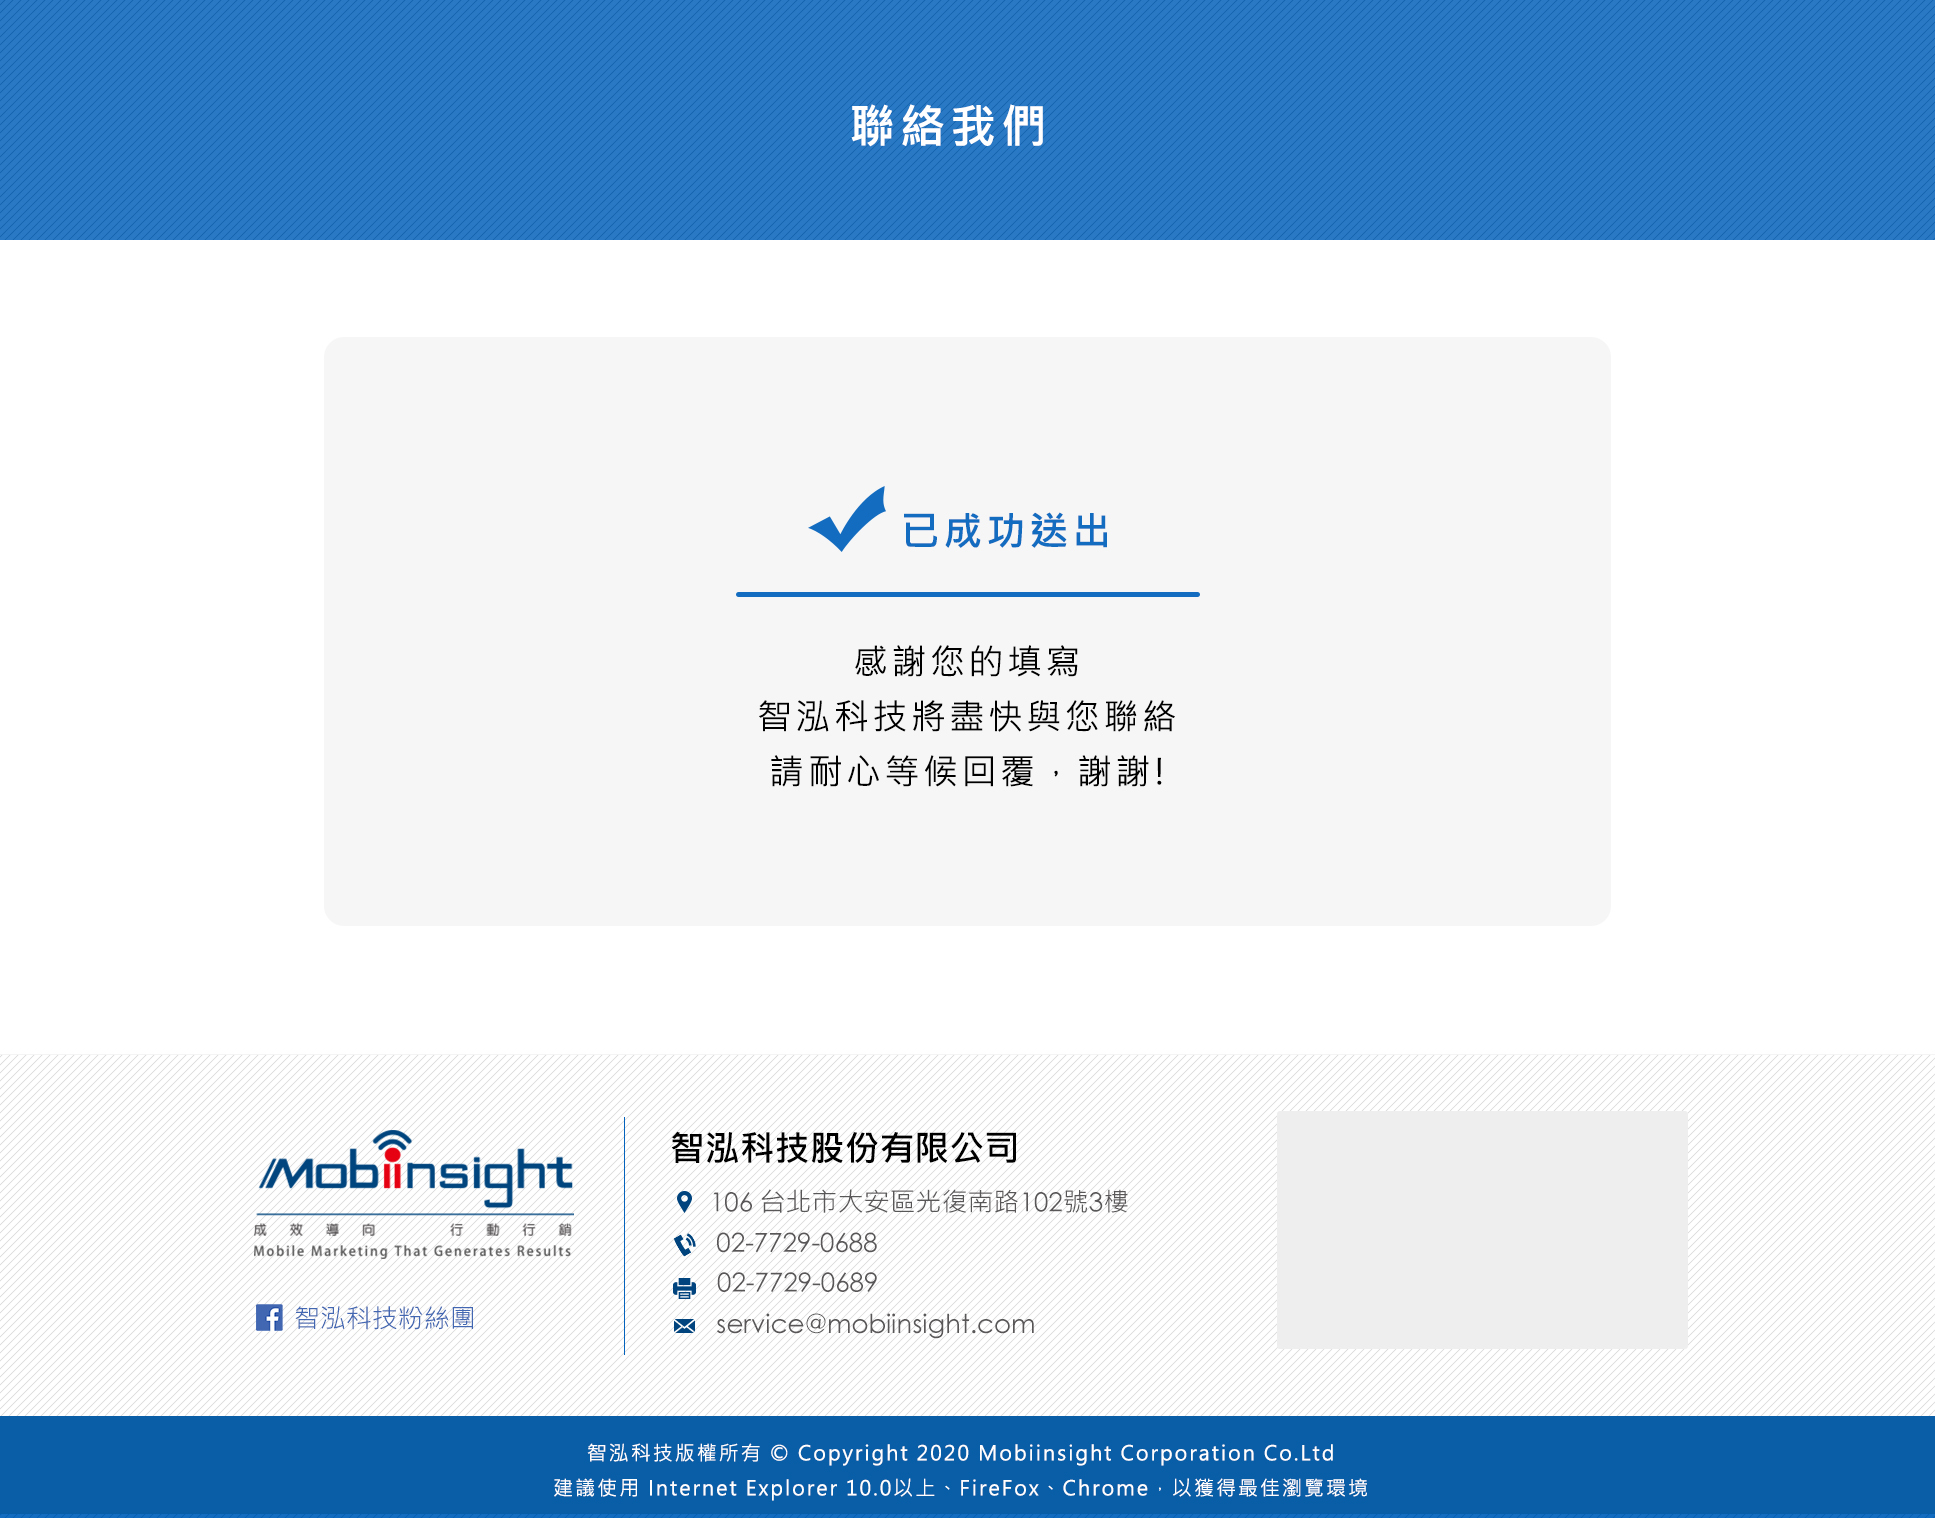 聯絡我們
已成功送出
感謝您的填寫
智泓科技將盡快與您聯絡
請耐心等候回覆，謝謝!
Mobiinsight
成效導向 行動行銷
Mobile Marketing That Generates Results
智泓科技粉絲團
智泓科技股份有限公司
106 台北市大安區光復南路102號3樓
02-7729-0688
02-7729-0689
service@mobiinsight.com
智泓科技版權所有 © Copyright 2020 Mobiinsight Corporation Co.Ltd
建議使用 Internet Explorer 10.0以上、FireFox、Chrome，以獲得最佳瀏覽環境